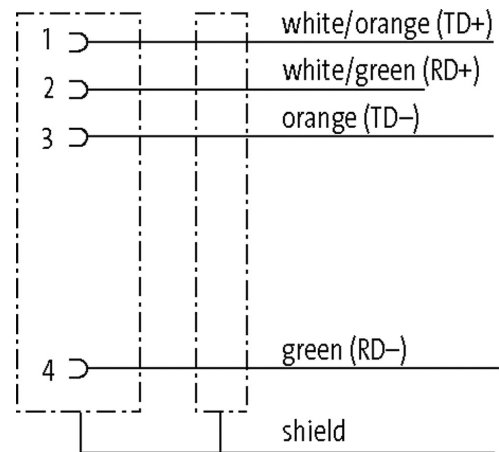 1 white/orange (TD+)
2 white/green (RD+)
3 orange (TD–)
4 green (RD–)
shield